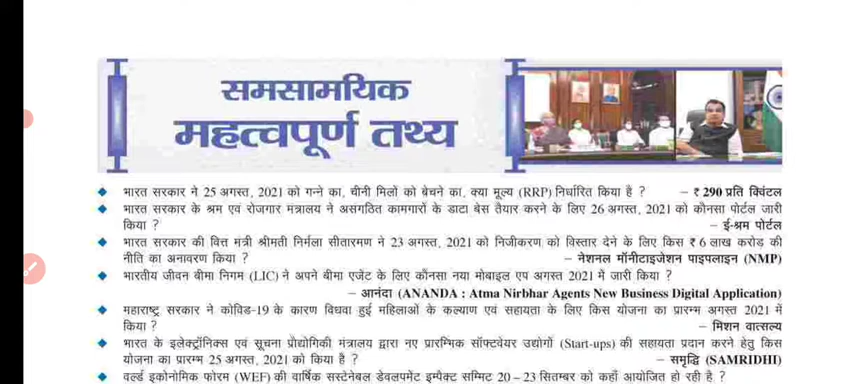 समसामयिक
महत्वपूर्ण तथ्य
भारत सरकार ने 25 अगस्त, 2021 को गन्ने का, चीनी मिलो को बेचने का, क्या मूल्य (RRP) निर्धारित किया है ? – ₹ 290 प्रति क्विंटल
भारत सरकार के श्रम एवं रोजगार मंत्रालय ने असंगठित कामगारों के डाटा बेस तैयार करने के लिए 26 अगस्त, 2021 को कौनसा पोर्टल जारी
किया ? – ई-श्रम पोर्टल
भारत सरकार की वित्त मंत्री श्रीमती निर्मला सीतारमण ने 23 अगस्त, 2021 को निजीकरण को विस्तार देने के लिए किस ₹ 6 लाख करोड की
नीति का अनावरण किया ? – नेशनल मॉनीटाइजेशन पाइपलाइन (NMP)
भारतीय जीवन बीमा निगम (LIC) ने अपने बीमा एजेट के लिए कौंनसा नया मोबाइल एप अगस्त 2021 में जारी किया ?
– आनंदा (ANANDA : Atma Nirbhar Agents New Business Digital Application)
महाराष्ट्र सरकार ने कोविड-19 के कारण विधवा हुई महिलाओं के कल्याण एवं सहायता के लिए किस योजना का प्रारम्भ अगस्त 2021 में
किया ? – मिशन वात्सल्य
भारत के इलेक्ट्रॉनिक्स एवं सूचना प्रौद्योगिकी मंत्रालय द्वारा नए प्रारम्भिक सॉफ्टवेयर उद्योगों (Start-ups) की सहायता प्रदान करने हेतु किस
योजना का प्रारम्भ 25 अगस्त, 2021 को किया है ? – समृद्धि (SAMRIDHI)
वर्ल्ड इकोनोमिक फोरम (WEF) की वार्षिक सस्टेनेबल डेवलपमेंट इम्पैक्ट सम्मिट 20 – 23 सितम्बर को कहाँ आयोजित हो रही है ?